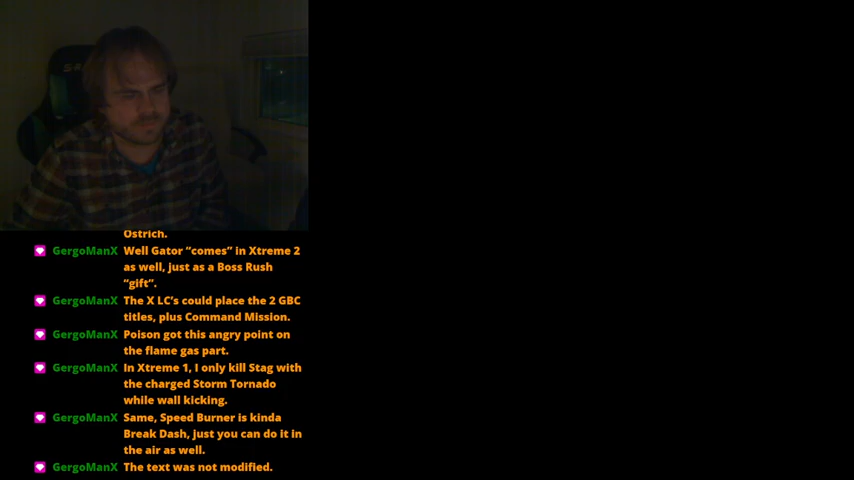 Ostrich.
GergoManX Well Gator “comes” in Xtreme 2
as well, just as a Boss Rush
“gift”.
GergoManX The X LC’s could place the 2 GBC
titles, plus Command Mission.
GergoManX Poison got this angry point on
the flame gas part.
GergoManX In Xtreme 1, I only kill Stag with
the charged Storm Tornado
while wall kicking.
GergoManX Same, Speed Burner is kinda
Break Dash, just you can do it in
the air as well.
GergoManX The text was not modified.